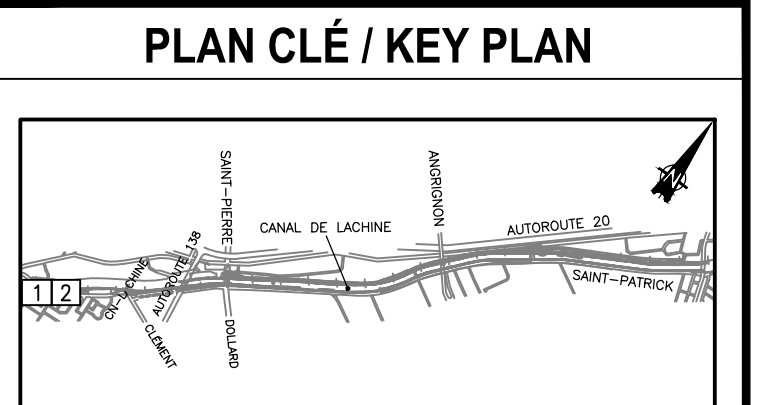 PLAN CLÉ / KEY PLAN
N
SAINT-PIERRE
ANGRIGNON
CANAL DE LACHINE
AUTOROUTE 20
AUTOROUTE 138
CN-LACHINE
SAINT-PATRICK
1 2
CLÉMENT
DOLLARD